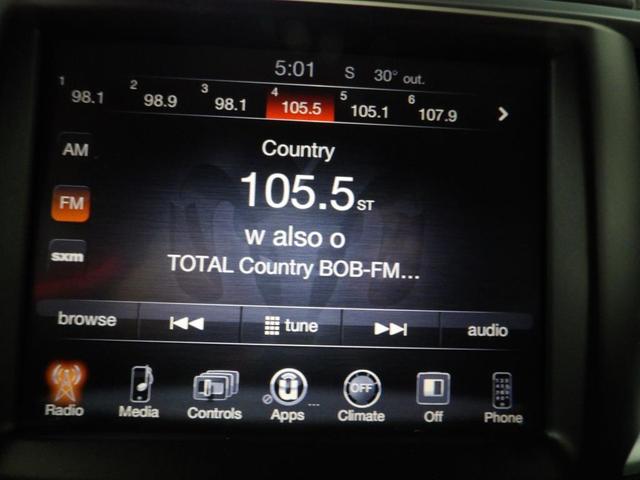 5:01 S 30° out.
1 98.1 2 98.9 3 98.1 4 105.5 5 105.1 6 107.9
AM
Country
FM
105.5 ST
w also o
sxm
TOTAL Country BOB-FM...
browse tune audio
OFF
Radio Media Controls Apps Climate Off Phone